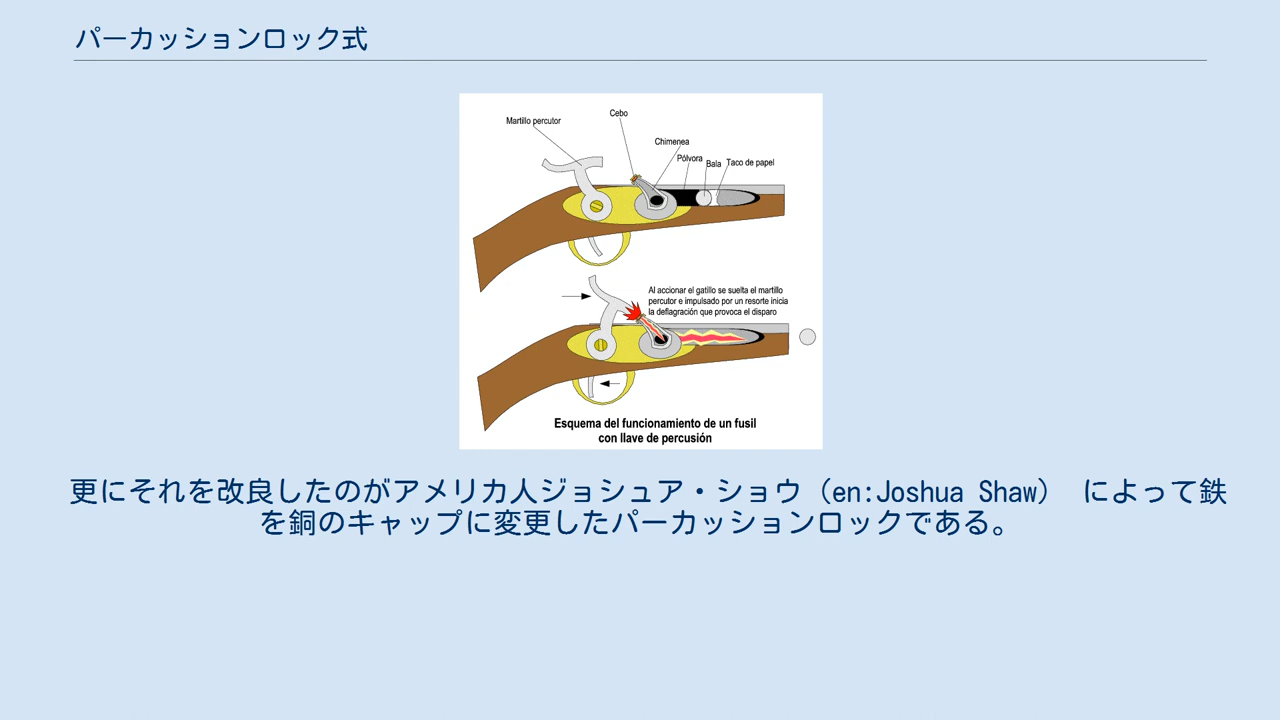 パーカッションロック式
Martillo percutor
Cebo
Chimenea
Pólvora
Bala
Taco de papel
Al accionar el gatillo se suelta el martillo
percutor e impulsado por un resorte inicia
la deflagración que provoca el disparo
Esquema del funcionamiento de un fusil
con llave de percusión
更にそれを改良したのがアメリカ人ジョシュア・ショウ（en:Joshua Shaw） によって鉄
を銅のキャップに変更したパーカッションロックである。